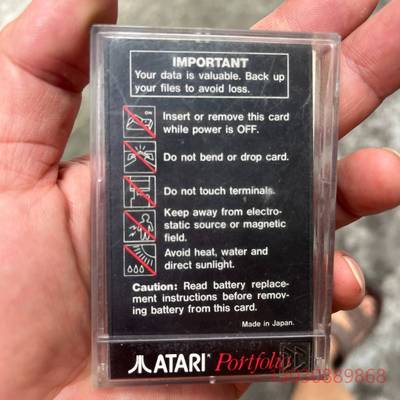 IMPORTANT
Your data is valuable. Back up
your files to avoid loss.
ON
Insert or remove this card
while power is OFF.
Do not bend or drop card.
Do not touch terminals.
Keep away from electro-
static source or magnetic
field.
Avoid heat, water and
direct sunlight.
Caution: Read battery replace-
ment instructions before remov-
ing battery from this card.
Made in Japan.
ATARI® Portfolio